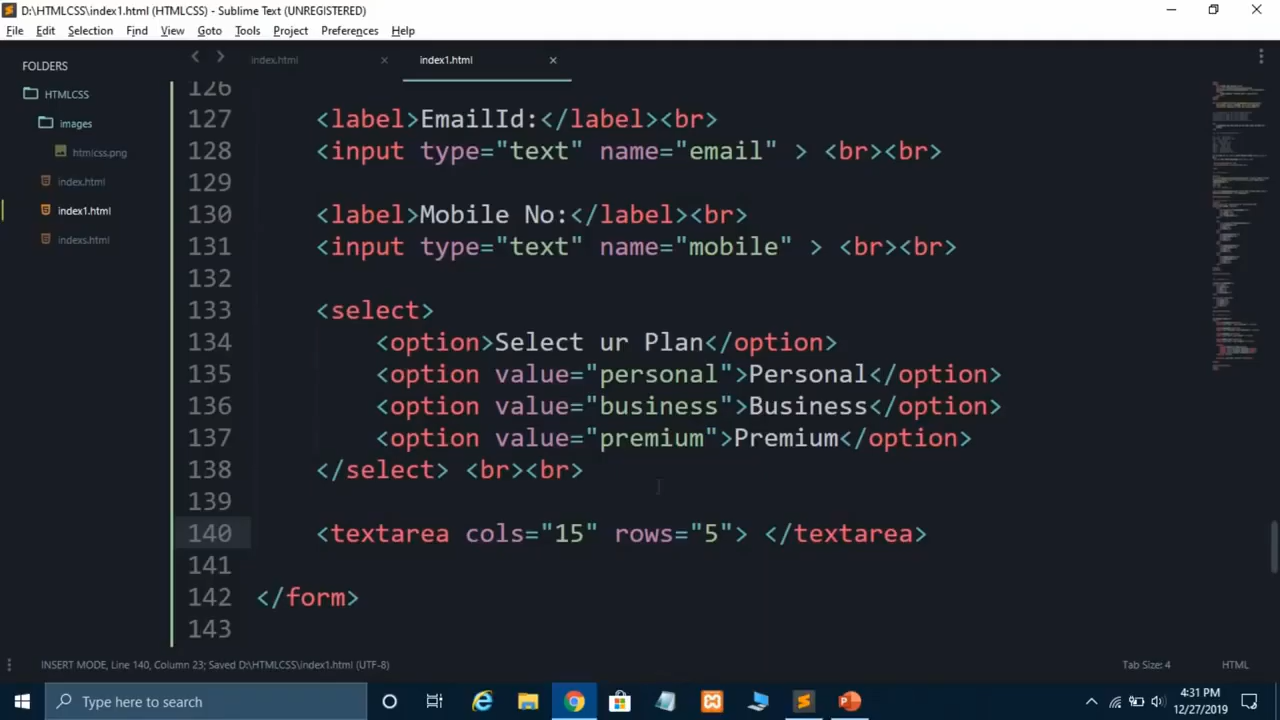 D:\HTMLCSS\index1.html (HTMLCSS) - Sublime Text (UNREGISTERED)
File Edit Selection Find View Goto Tools Project Preferences Help
FOLDERS
HTMLCSS
images
htmlcss.png
index.html
index1.html
indexs.html
index.html × index1.html ×
126
127 <label>EmailId:</label><br>
128 <input type="text" name="email" > <br><br>
129
130 <label>Mobile No:</label><br>
131 <input type="text" name="mobile" > <br><br>
132
133 <select>
134 <option>Select ur Plan</option>
135 <option value="personal">Personal</option>
136 <option value="business">Business</option>
137 <option value="premium">Premium</option>
138 </select> <br><br>
139
140 <textarea cols="15" rows="5"> </textarea>
141
142 </form>
143
INSERT MODE, Line 140, Column 23; Saved D:\HTMLCSS\index1.html (UTF-8) Tab Size: 4 HTML
Type here to search
4:31 PM
12/27/2019